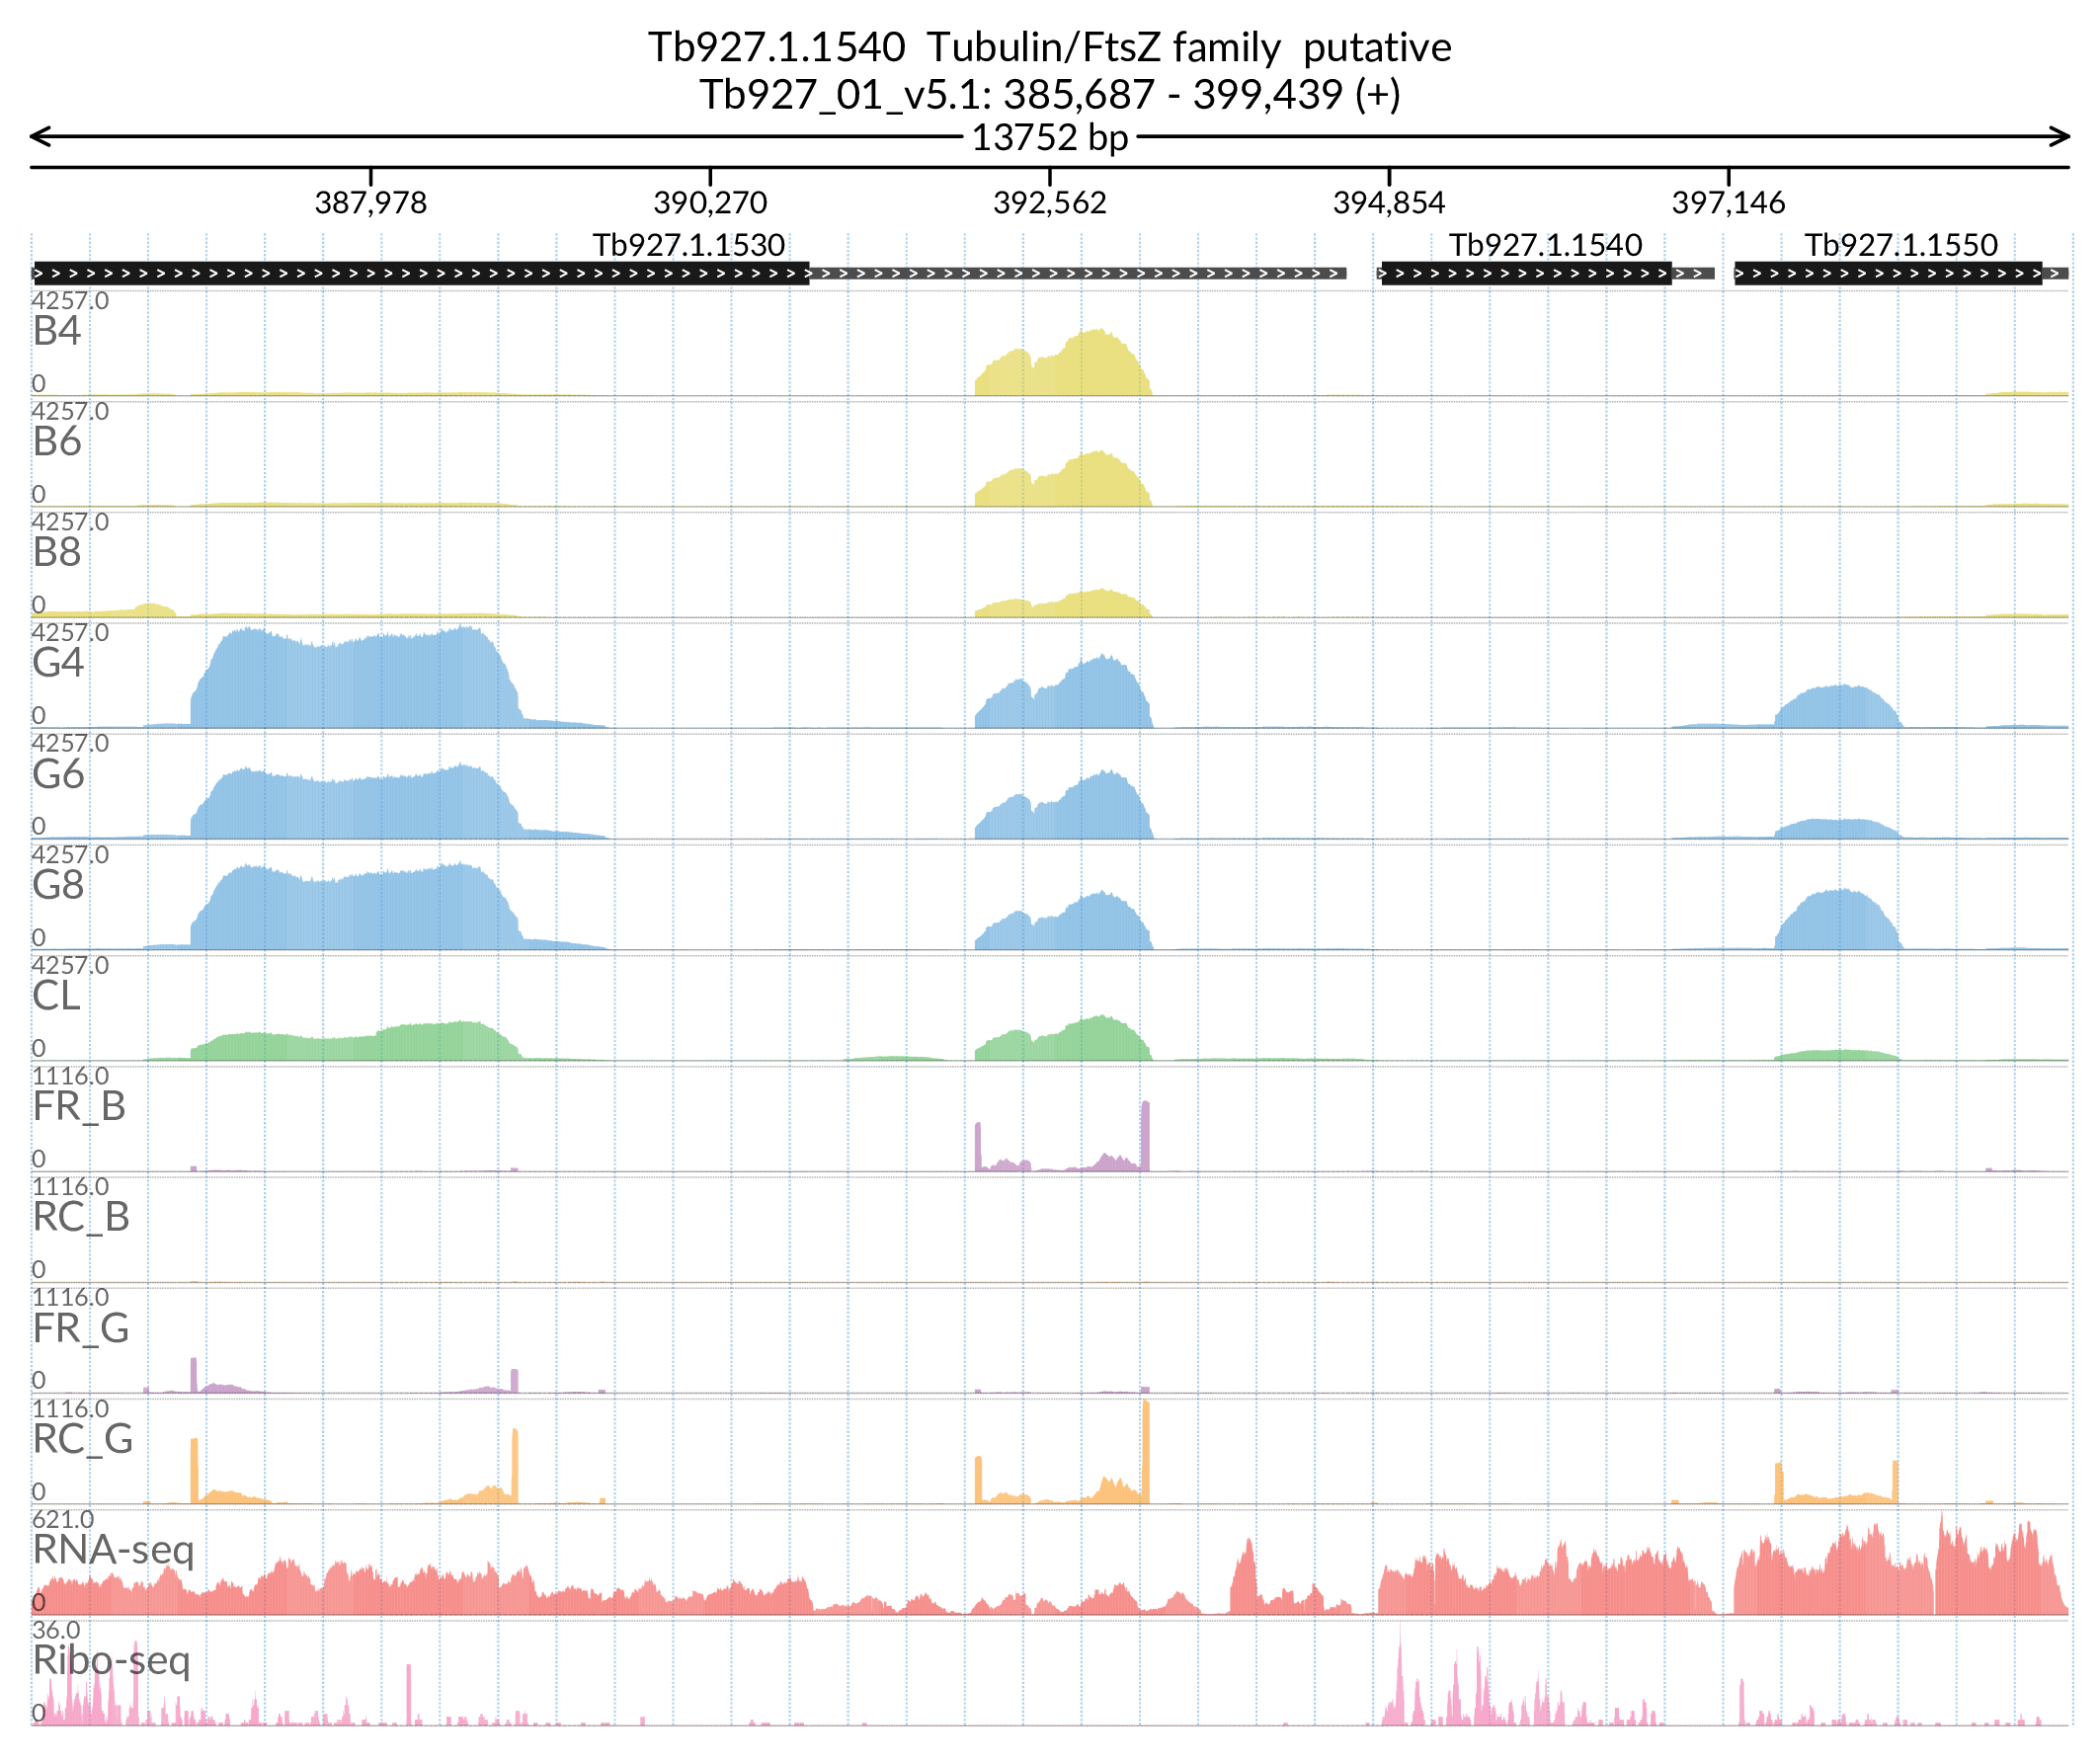 Tb927.1.1540  Tubulin/FtsZ family  putative
Tb927_01_v5.1: 385,687 - 399,439 (+)
13752 bp
387,978 390,270 392,562 394,854 397,146
Tb927.1.1530 Tb927.1.1540 Tb927.1.1550
4257.0
B4
0
4257.0
B6
0
4257.0
B8
0
4257.0
G4
0
4257.0
G6
0
4257.0
G8
0
4257.0
CL
0
1116.0
FR_B
0
1116.0
RC_B
0
1116.0
FR_G
0
1116.0
RC_G
0
621.0
RNA-seq
0
36.0
Ribo-seq
0